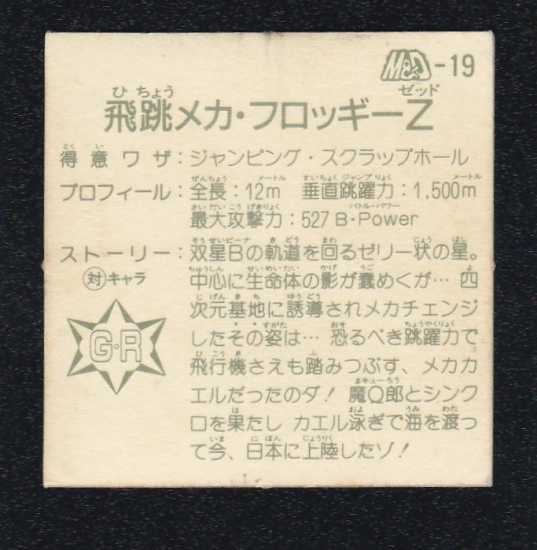 MD-19
飛跳メカ・フロッギーZ
得意ワザ：ジャンピング・スクラップホール
プロフィール：全長：12m 垂直跳躍力：1,500m
最大攻撃力：527 B・Power
ストーリー：双星Bの軌道を回るゼリー状の星。
対キャラ 中心に生命体の影が蠢めくが… 四
次元基地に誘導されメカチェンジ
G・R したその姿は… 恐るべき跳躍力で
飛行機さえも踏みつぶす、メカカ
エルだったのダ！ 魔Q郎とシンク
ロを果たし カエル泳ぎで海を渡っ
て今、日本に上陸したゾ！